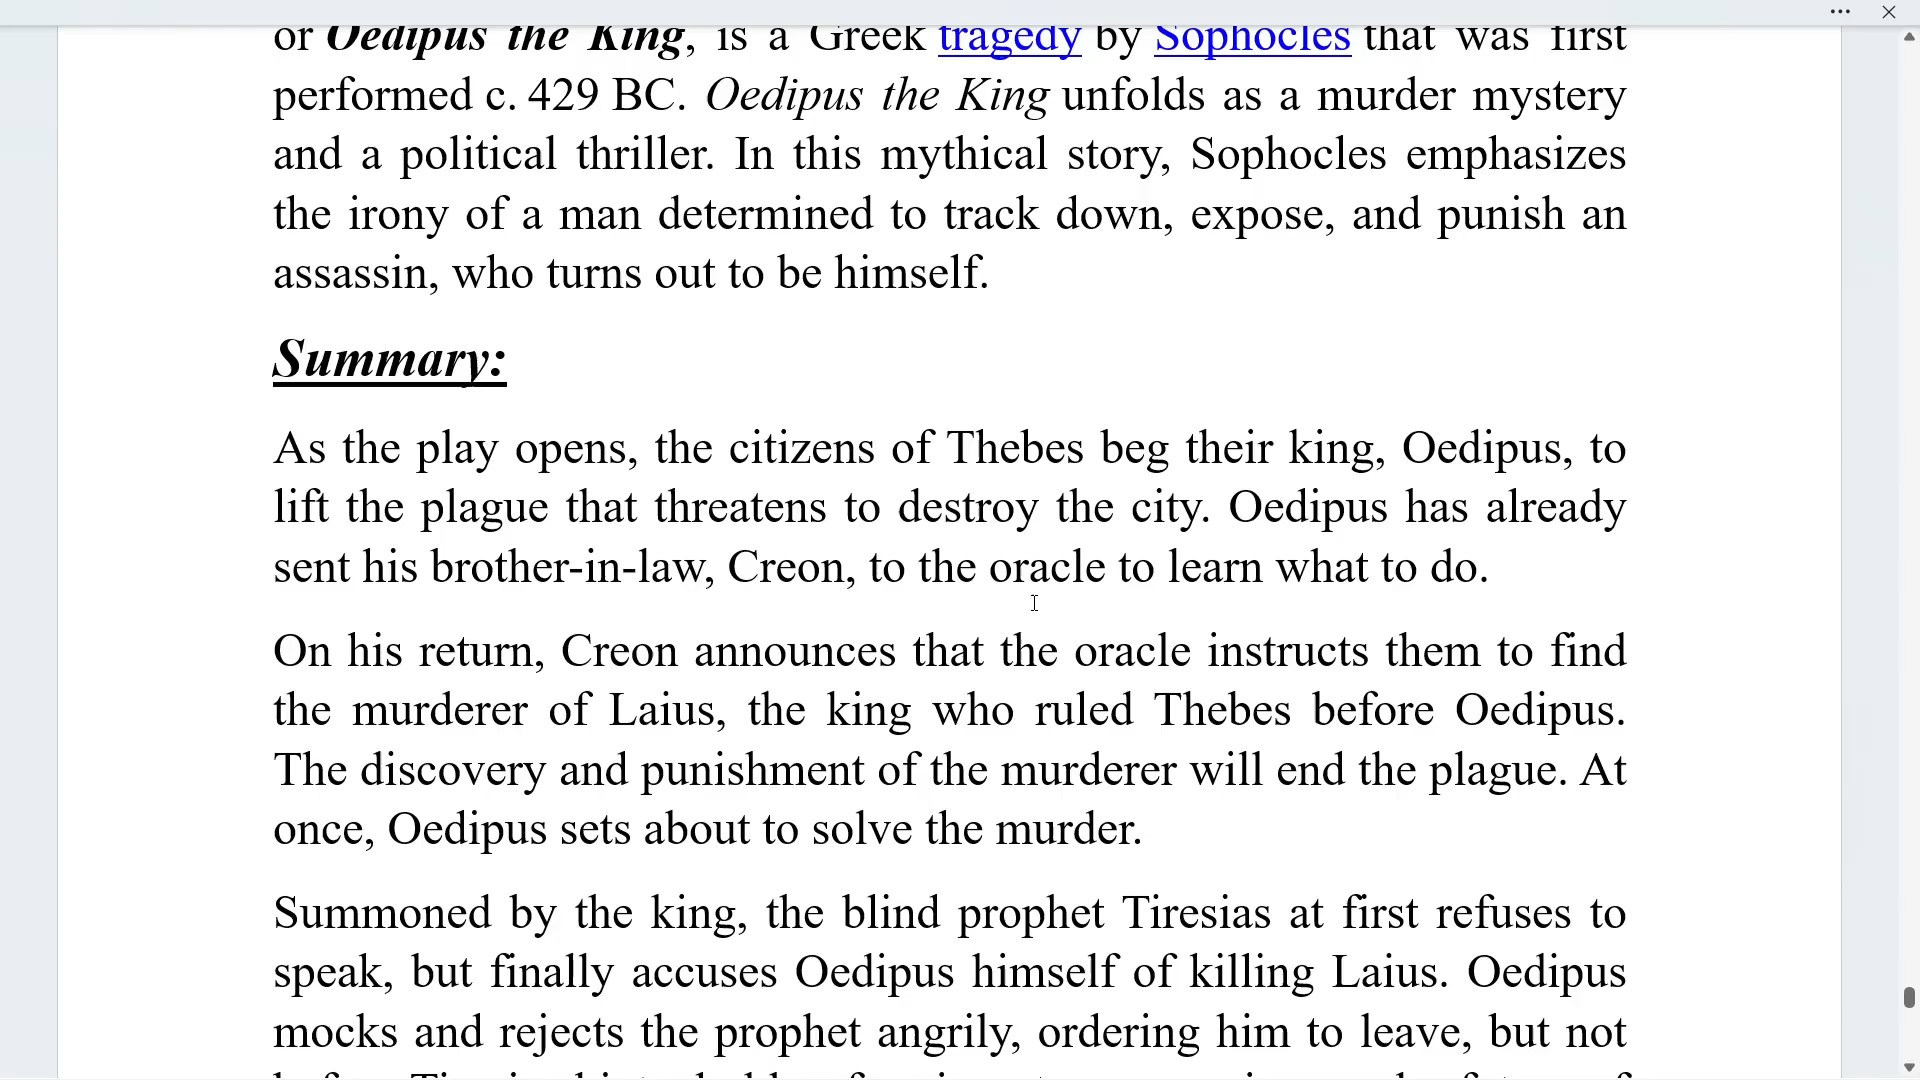 or Oedipus the King, is a Greek tragedy by Sophocles that was first
performed c. 429 BC. Oedipus the King unfolds as a murder mystery
and a political thriller. In this mythical story, Sophocles emphasizes
the irony of a man determined to track down, expose, and punish an
assassin, who turns out to be himself.
Summary:
As the play opens, the citizens of Thebes beg their king, Oedipus, to
lift the plague that threatens to destroy the city. Oedipus has already
sent his brother-in-law, Creon, to the oracle to learn what to do.
On his return, Creon announces that the oracle instructs them to find
the murderer of Laius, the king who ruled Thebes before Oedipus.
The discovery and punishment of the murderer will end the plague. At
once, Oedipus sets about to solve the murder.
Summoned by the king, the blind prophet Tiresias at first refuses to
speak, but finally accuses Oedipus himself of killing Laius. Oedipus
mocks and rejects the prophet angrily, ordering him to leave, but not